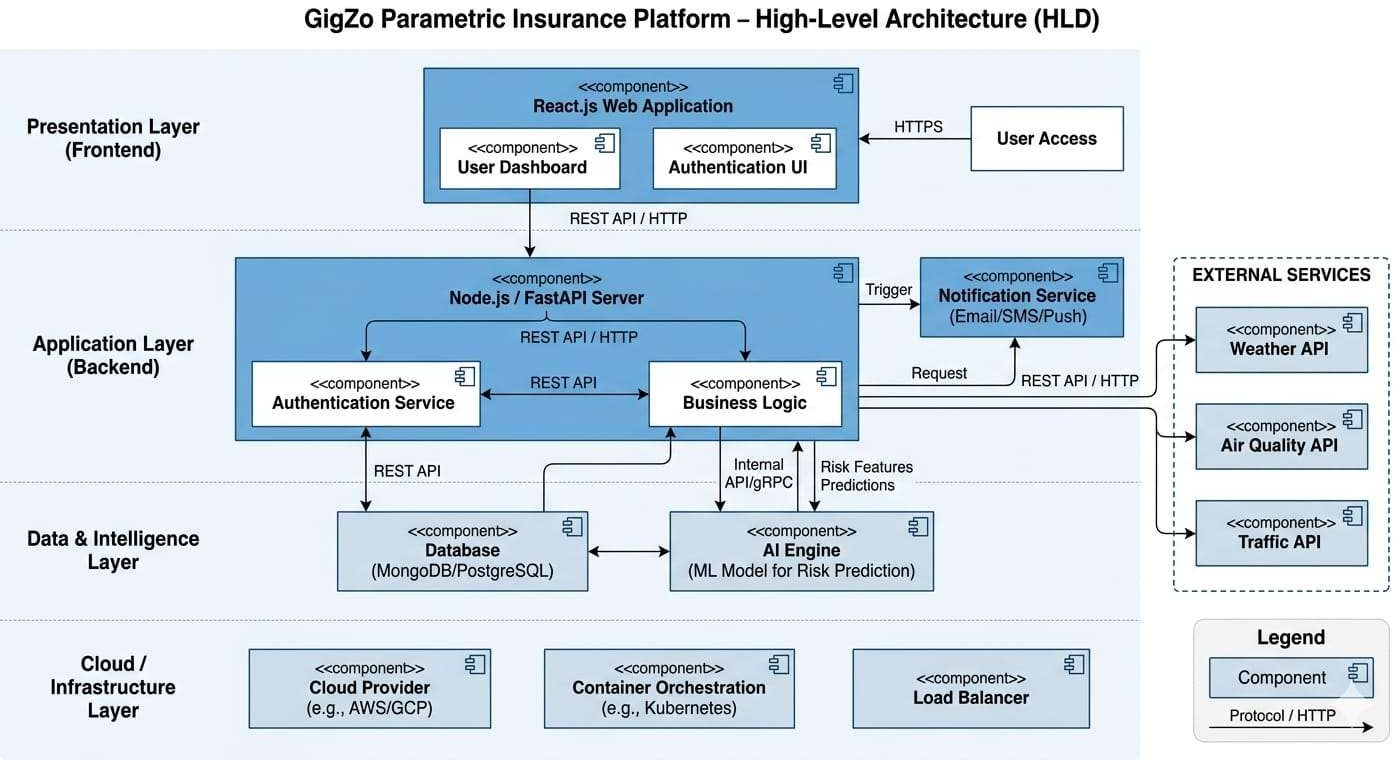 GigZo Parametric Insurance Platform – High-Level Architecture (HLD)
Presentation Layer
(Frontend)
<<component>>
React.js Web Application
<<component>>
User Dashboard
<<component>>
Authentication UI
HTTPS
User Access
REST API / HTTP
Application Layer
(Backend)
<<component>>
Node.js / FastAPI Server
REST API / HTTP
<<component>>
Authentication Service
REST API
<<component>>
Business Logic
Trigger
<<component>>
Notification Service
(Email/SMS/Push)
Request
REST API / HTTP
EXTERNAL SERVICES
<<component>>
Weather API
<<component>>
Air Quality API
<<component>>
Traffic API
REST API
Internal
API/gRPC
Risk Features
Predictions
Data & Intelligence
Layer
<<component>>
Database
(MongoDB/PostgreSQL)
<<component>>
AI Engine
(ML Model for Risk Prediction)
Cloud /
Infrastructure
Layer
<<component>>
Cloud Provider
(e.g., AWS/GCP)
<<component>>
Container Orchestration
(e.g., Kubernetes)
<<component>>
Load Balancer
Legend
Component
Protocol / HTTP